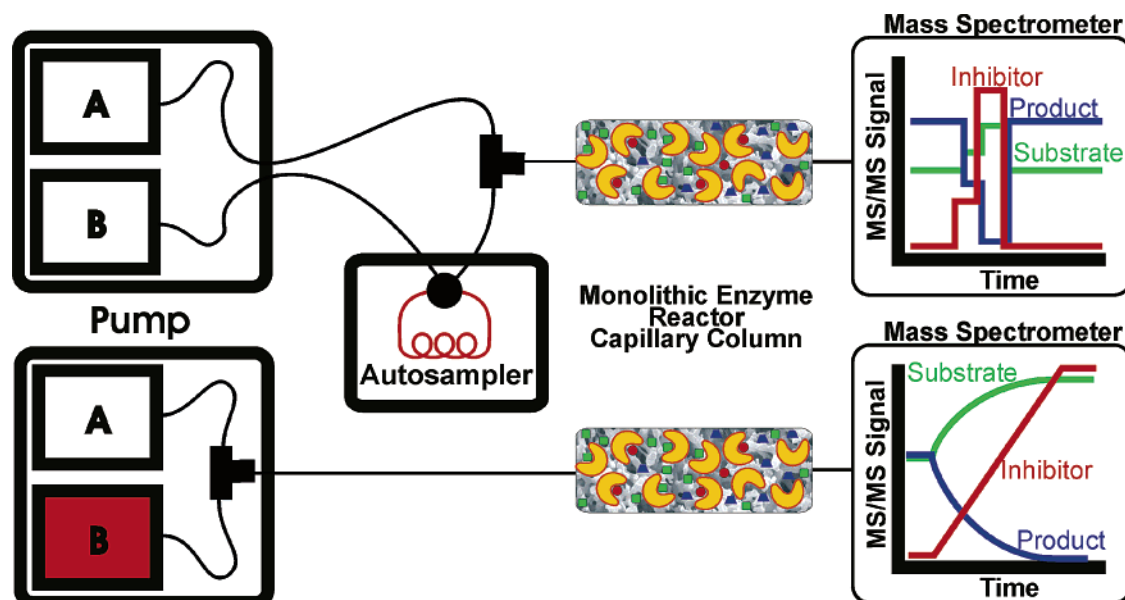 Mass Spectrometer
A
B
Pump
Autosampler
Monolithic Enzyme
Reactor
Capillary Column
MS/MS Signal
Inhibitor
Product
Substrate
Time
A
B
Mass Spectrometer
MS/MS Signal
Substrate
Inhibitor
Product
Time